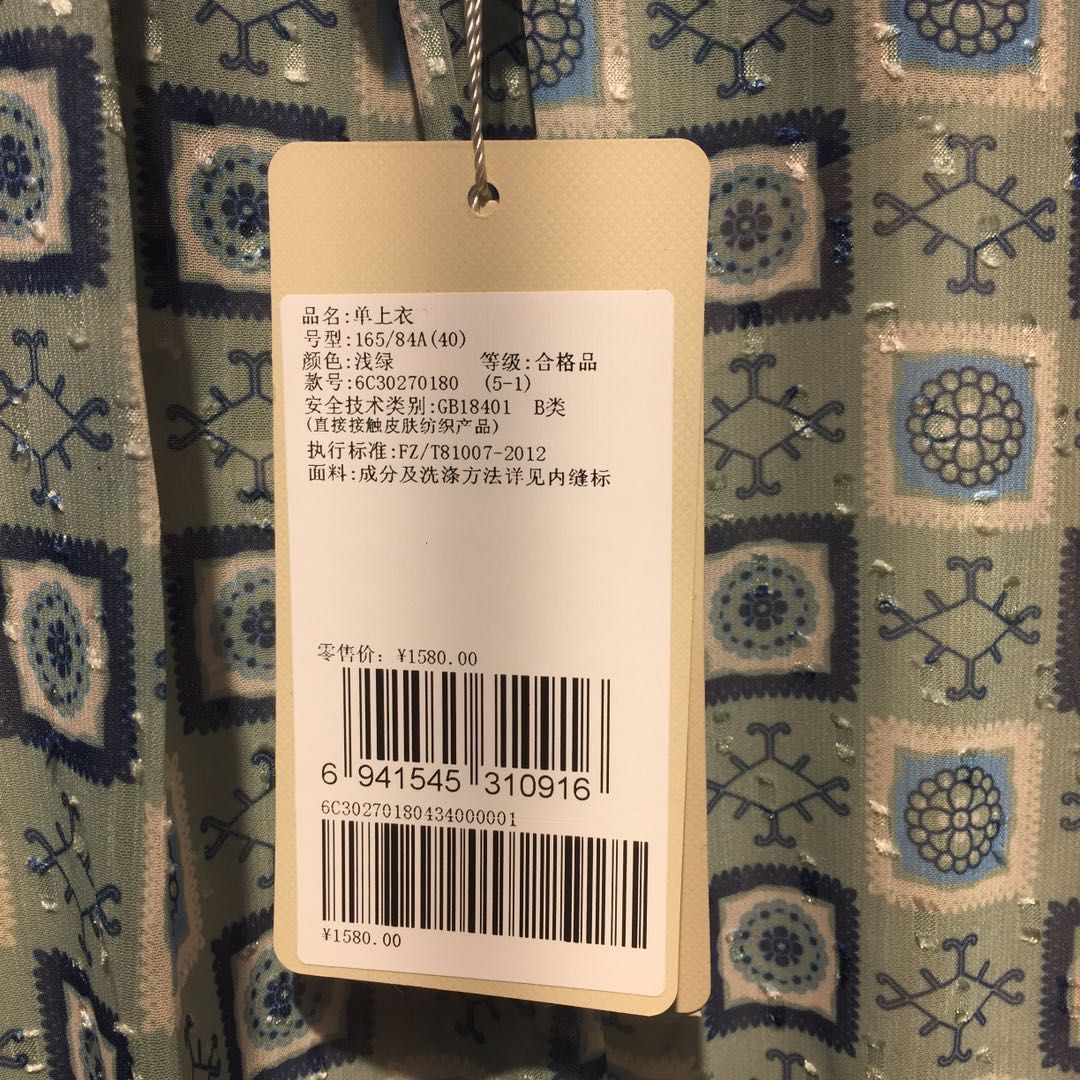 品名:单上衣
号型:165/84A(40)
颜色:浅绿 等级:合格品
款号:6C30270180 (5-1)
安全技术类别:GB18401 B类
(直接接触皮肤纺织产品)
执行标准:FZ/T81007-2012
面料:成分及洗涤方法详见内缝标
零售价: ¥1580.00
6 941545 310916
6C30270180434000001
¥1580.00